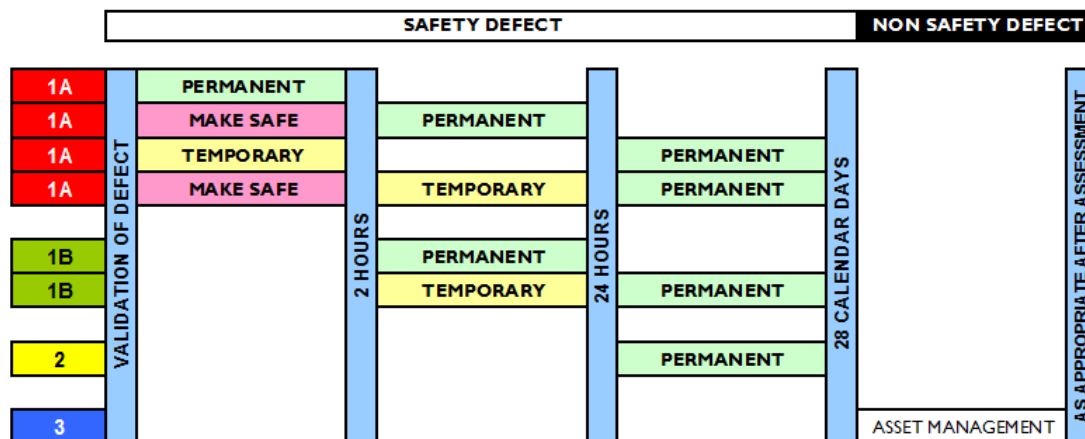 SAFETY DEFECT NON SAFETY DEFECT
1A PERMANENT
1A MAKE SAFE PERMANENT
1A TEMPORARY PERMANENT
1A MAKE SAFE TEMPORARY PERMANENT
1B PERMANENT
1B TEMPORARY PERMANENT
2 PERMANENT
3 ASSET MANAGEMENT
VALIDATION OF DEFECT
2 HOURS
24 HOURS
28 CALENDAR DAYS
AS APPROPRIATE AFTER ASSESSMENT